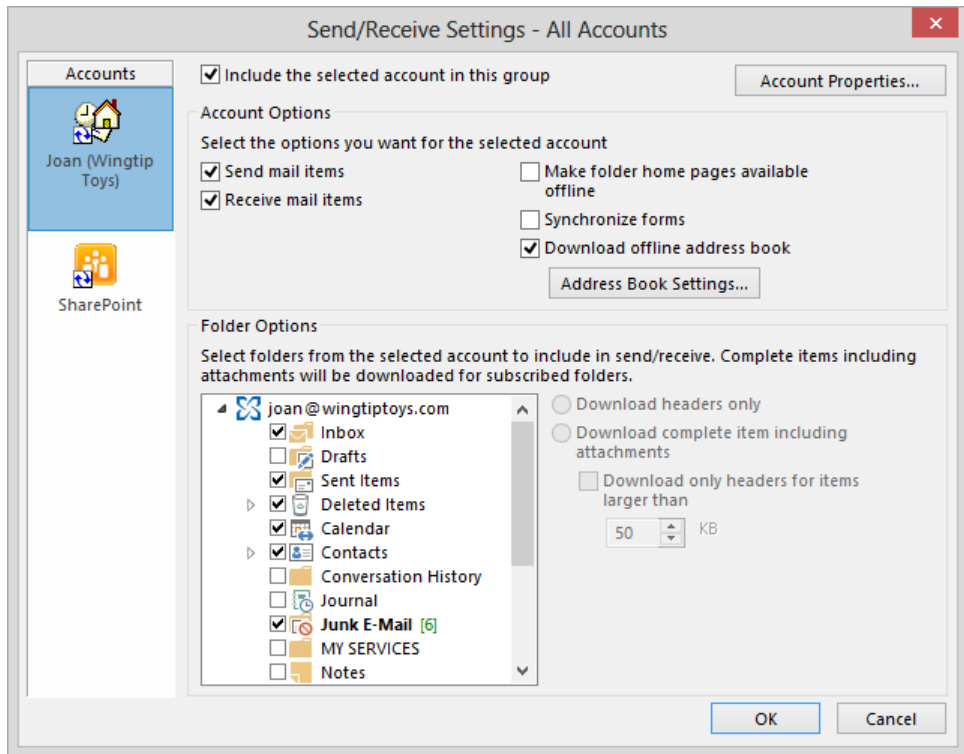 Send/Receive Settings - All Accounts
Accounts
Joan (Wingtip
Toys)
SharePoint
Include the selected account in this group
Account Properties...
Account Options
Select the options you want for the selected account
Send mail items
Receive mail items
Make folder home pages available
offline
Synchronize forms
Download offline address book
Address Book Settings...
Folder Options
Select folders from the selected account to include in send/receive. Complete items including
attachments will be downloaded for subscribed folders.
joan@wingtiptoys.com
Inbox
Drafts
Sent Items
Deleted Items
Calendar
Contacts
Conversation History
Journal
Junk E-Mail [6]
MY SERVICES
Notes
Download headers only
Download complete item including
attachments
Download only headers for items
larger than
50 KB
OK
Cancel